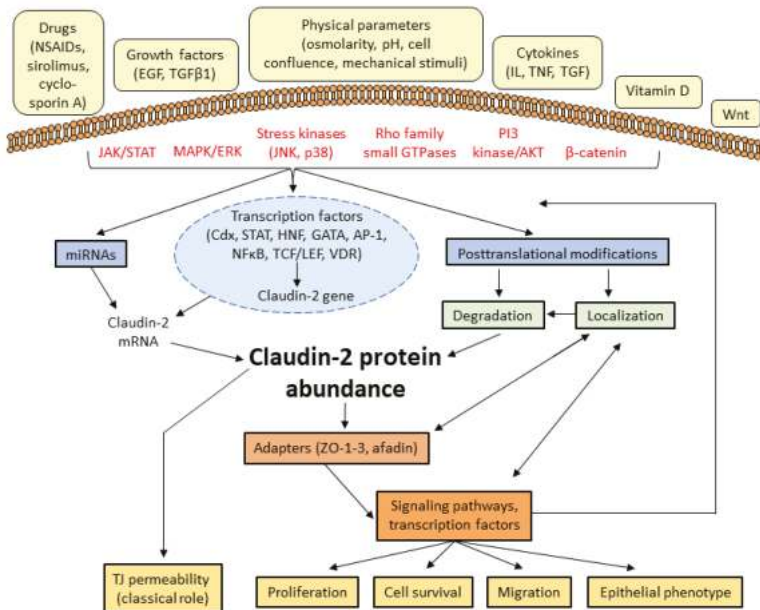 Drugs
(NSAIDs,
sirolimus,
cyclo-
sporin A)
Growth factors
(EGF, TGFβ1)
Physical parameters
(osmolarity, pH, cell
confluence, mechanical stimuli)
Cytokines
(IL, TNF, TGF)
Vitamin D
Wnt
JAK/STAT
MAPK/ERK
Stress kinases
(JNK, p38)
Rho family
small GTPases
PI3
kinase/AKT
β-catenin
miRNAs
Transcription factors
(Cdx, STAT, HNF, GATA, AP-1,
NFκB, TCF/LEF, VDR)
Claudin-2 gene
Posttranslational modifications
Claudin-2
mRNA
Degradation
Localization
Claudin-2 protein
abundance
Adapters (ZO-1-3, afadin)
Signaling pathways,
transcription factors
TJ permeability
(classical role)
Proliferation
Cell survival
Migration
Epithelial phenotype